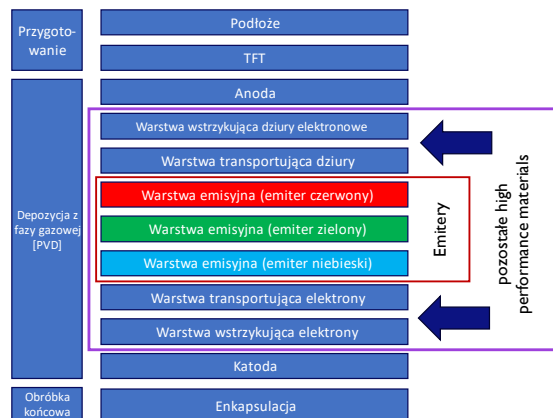 Przygoto-
wanie
Podłoże
TFT
Depozycja z
fazy gazowej
[PVD]
Anoda
Warstwa wstrzykująca dziury elektronowe
Warstwa transportująca dziury
Warstwa emisyjna (emiter czerwony)
Warstwa emisyjna (emiter zielony)
Warstwa emisyjna (emiter niebieski)
Warstwa transportująca elektrony
Warstwa wstrzykująca elektrony
Katoda
Emitery
pozostałe high
performance materials
Obróbka
końcowa
Enkapsulacja